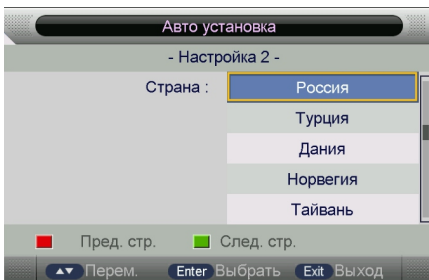 Авто установка
- Настройка 2 -
Страна : Россия
Турция
Дания
Норвегия
Тайвань
Пред. стр. След. стр.
Перем. Enter Выбрать Exit Выход